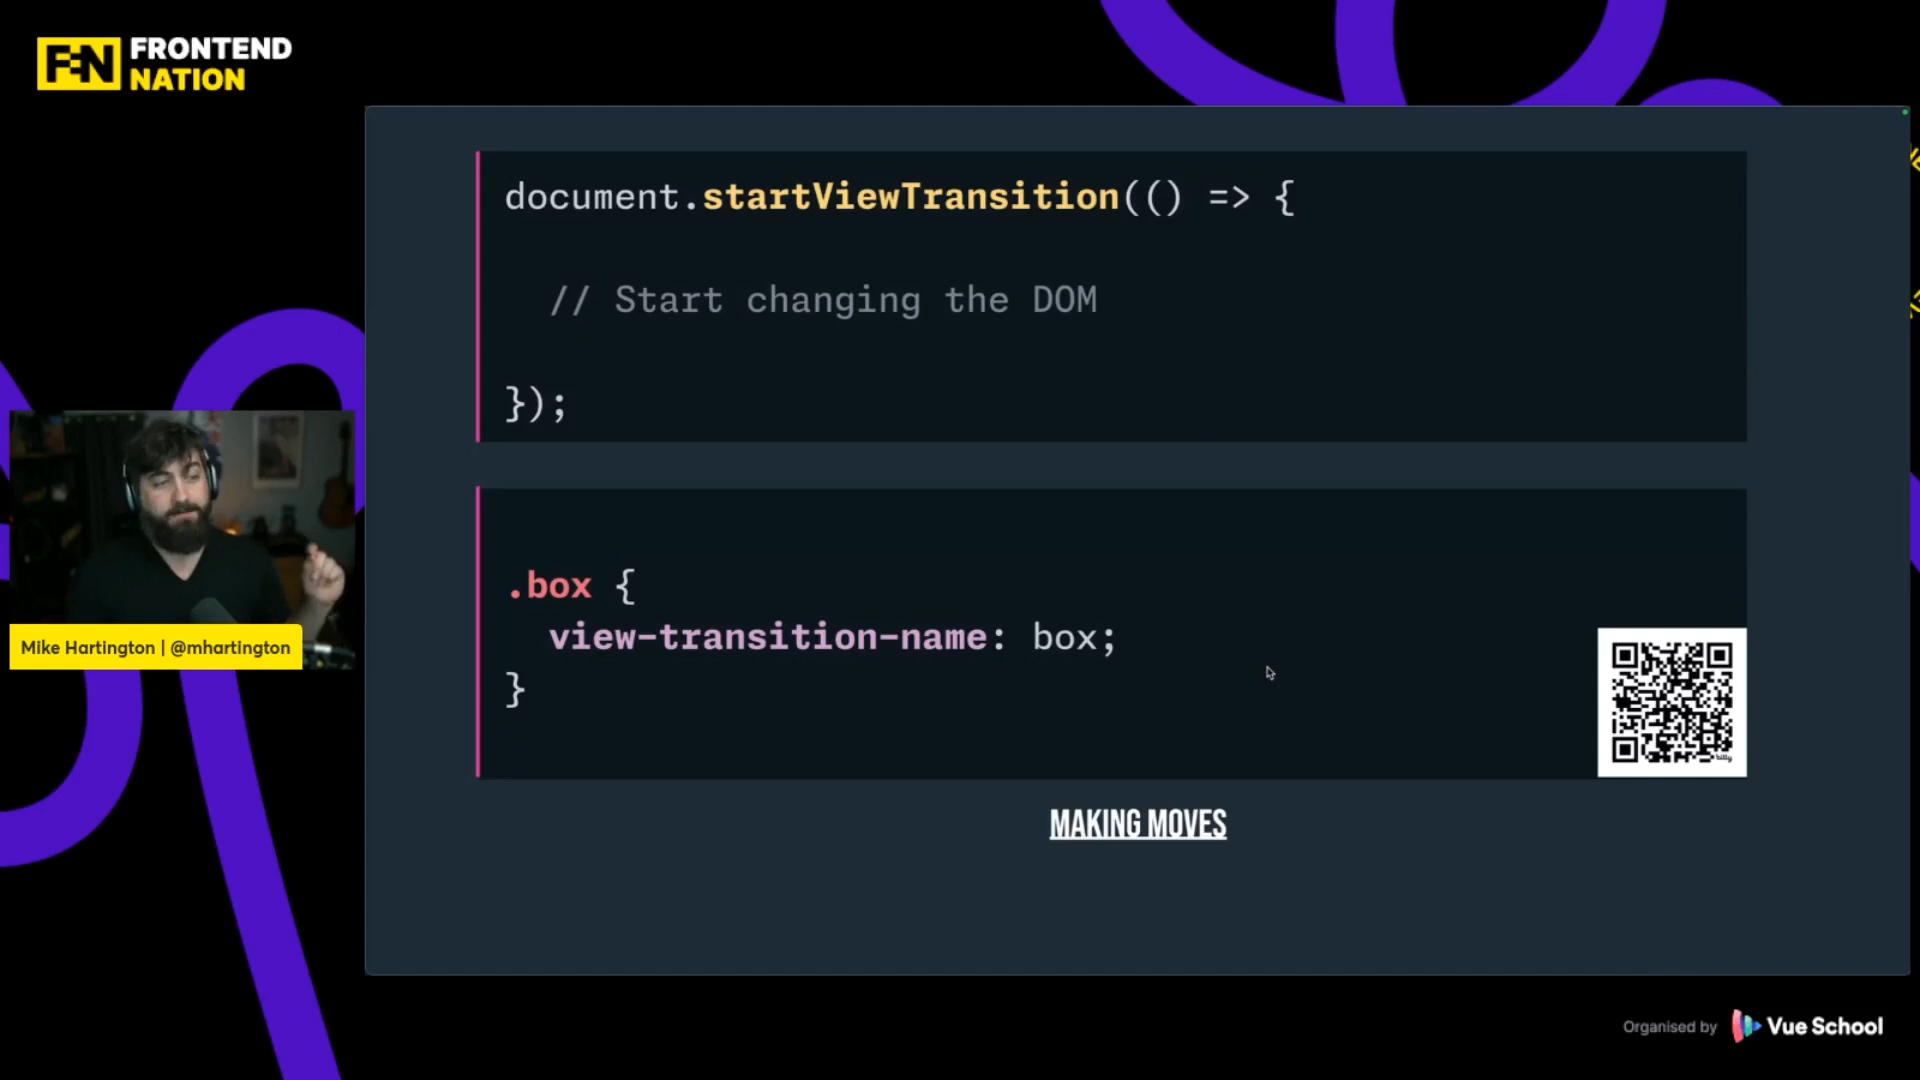 FRONTEND
NATION
document.startViewTransition(() => {
// Start changing the DOM
});
.box {
view-transition-name: box;
}
Mike Hartington | @mhartington
MAKING MOVES
Organised by Vue School